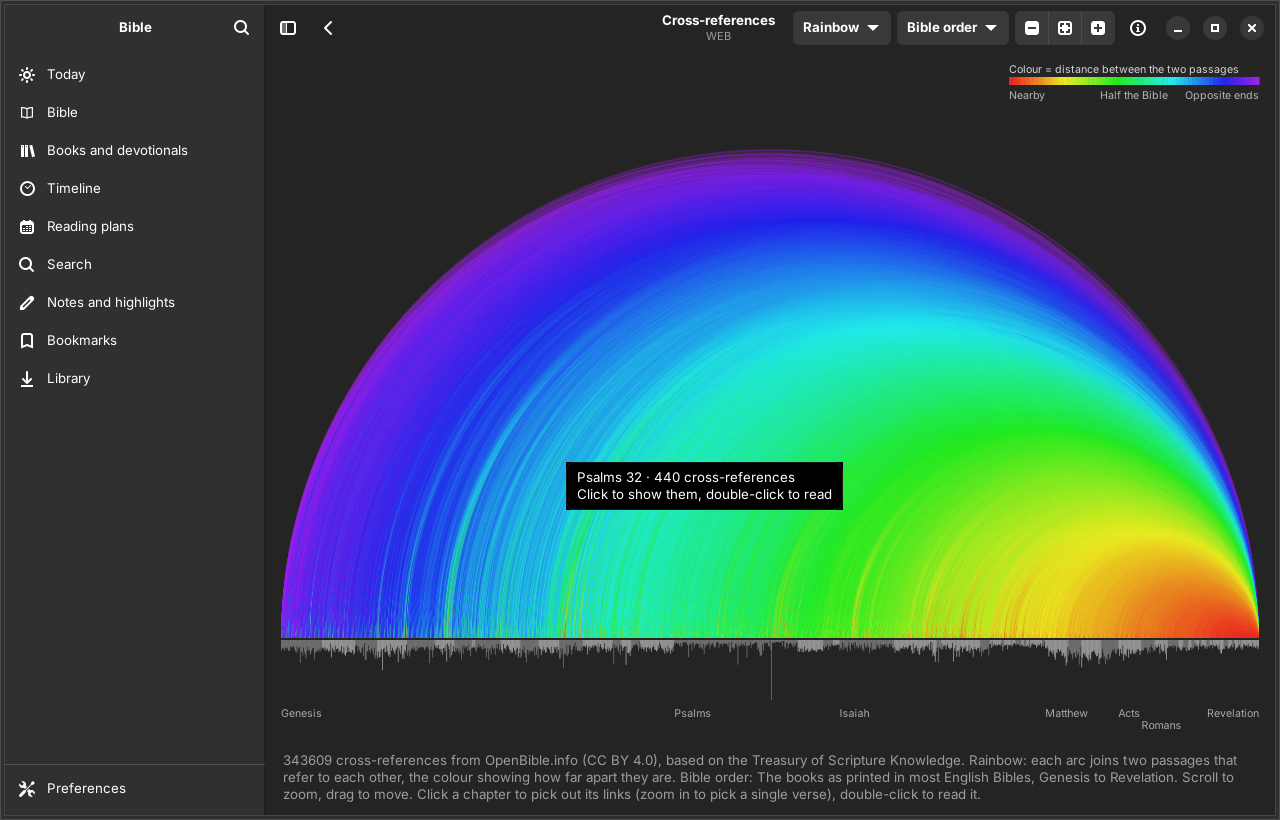 Bible
Today
Bible
Books and devotionals
Timeline
Reading plans
Search
Notes and highlights
Bookmarks
Library
Preferences
Cross-references
WEB
Rainbow
Bible order
Colour = distance between the two passages
Nearby
Half the Bible
Opposite ends
Psalms 32 · 440 cross-references
Click to show them, double-click to read
Genesis
Psalms
Isaiah
Matthew
Acts
Romans
Revelation
343609 cross-references from OpenBible.info (CC BY 4.0), based on the Treasury of Scripture Knowledge. Rainbow: each arc joins two passages that
refer to each other, the colour showing how far apart they are. Bible order: The books as printed in most English Bibles, Genesis to Revelation. Scroll to
zoom, drag to move. Click a chapter to pick out its links (zoom in to pick a single verse), double-click to read it.